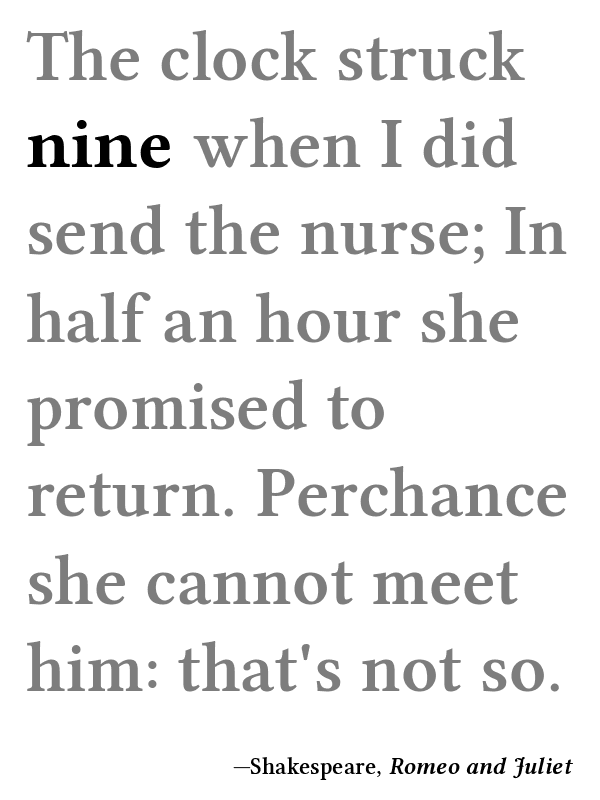 The clock struck
nine when I did
send the nurse; In
half an hour she
promised to
return. Perchance
she cannot meet
him: that's not so.
—Shakespeare, Romeo and Juliet